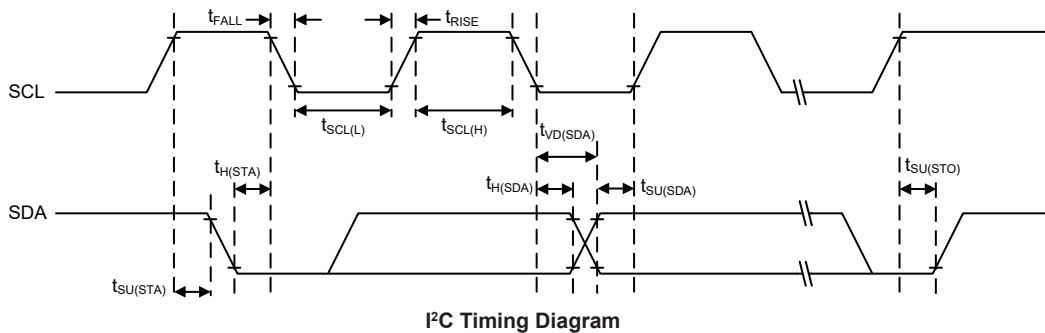 tFALL
tRISE
SCL
tSCL(L)
tSCL(H)
tVD(SDA)
tH(STA)
tH(SDA)
tSU(SDA)
tSU(STO)
SDA
tSU(STA)
I²C Timing Diagram